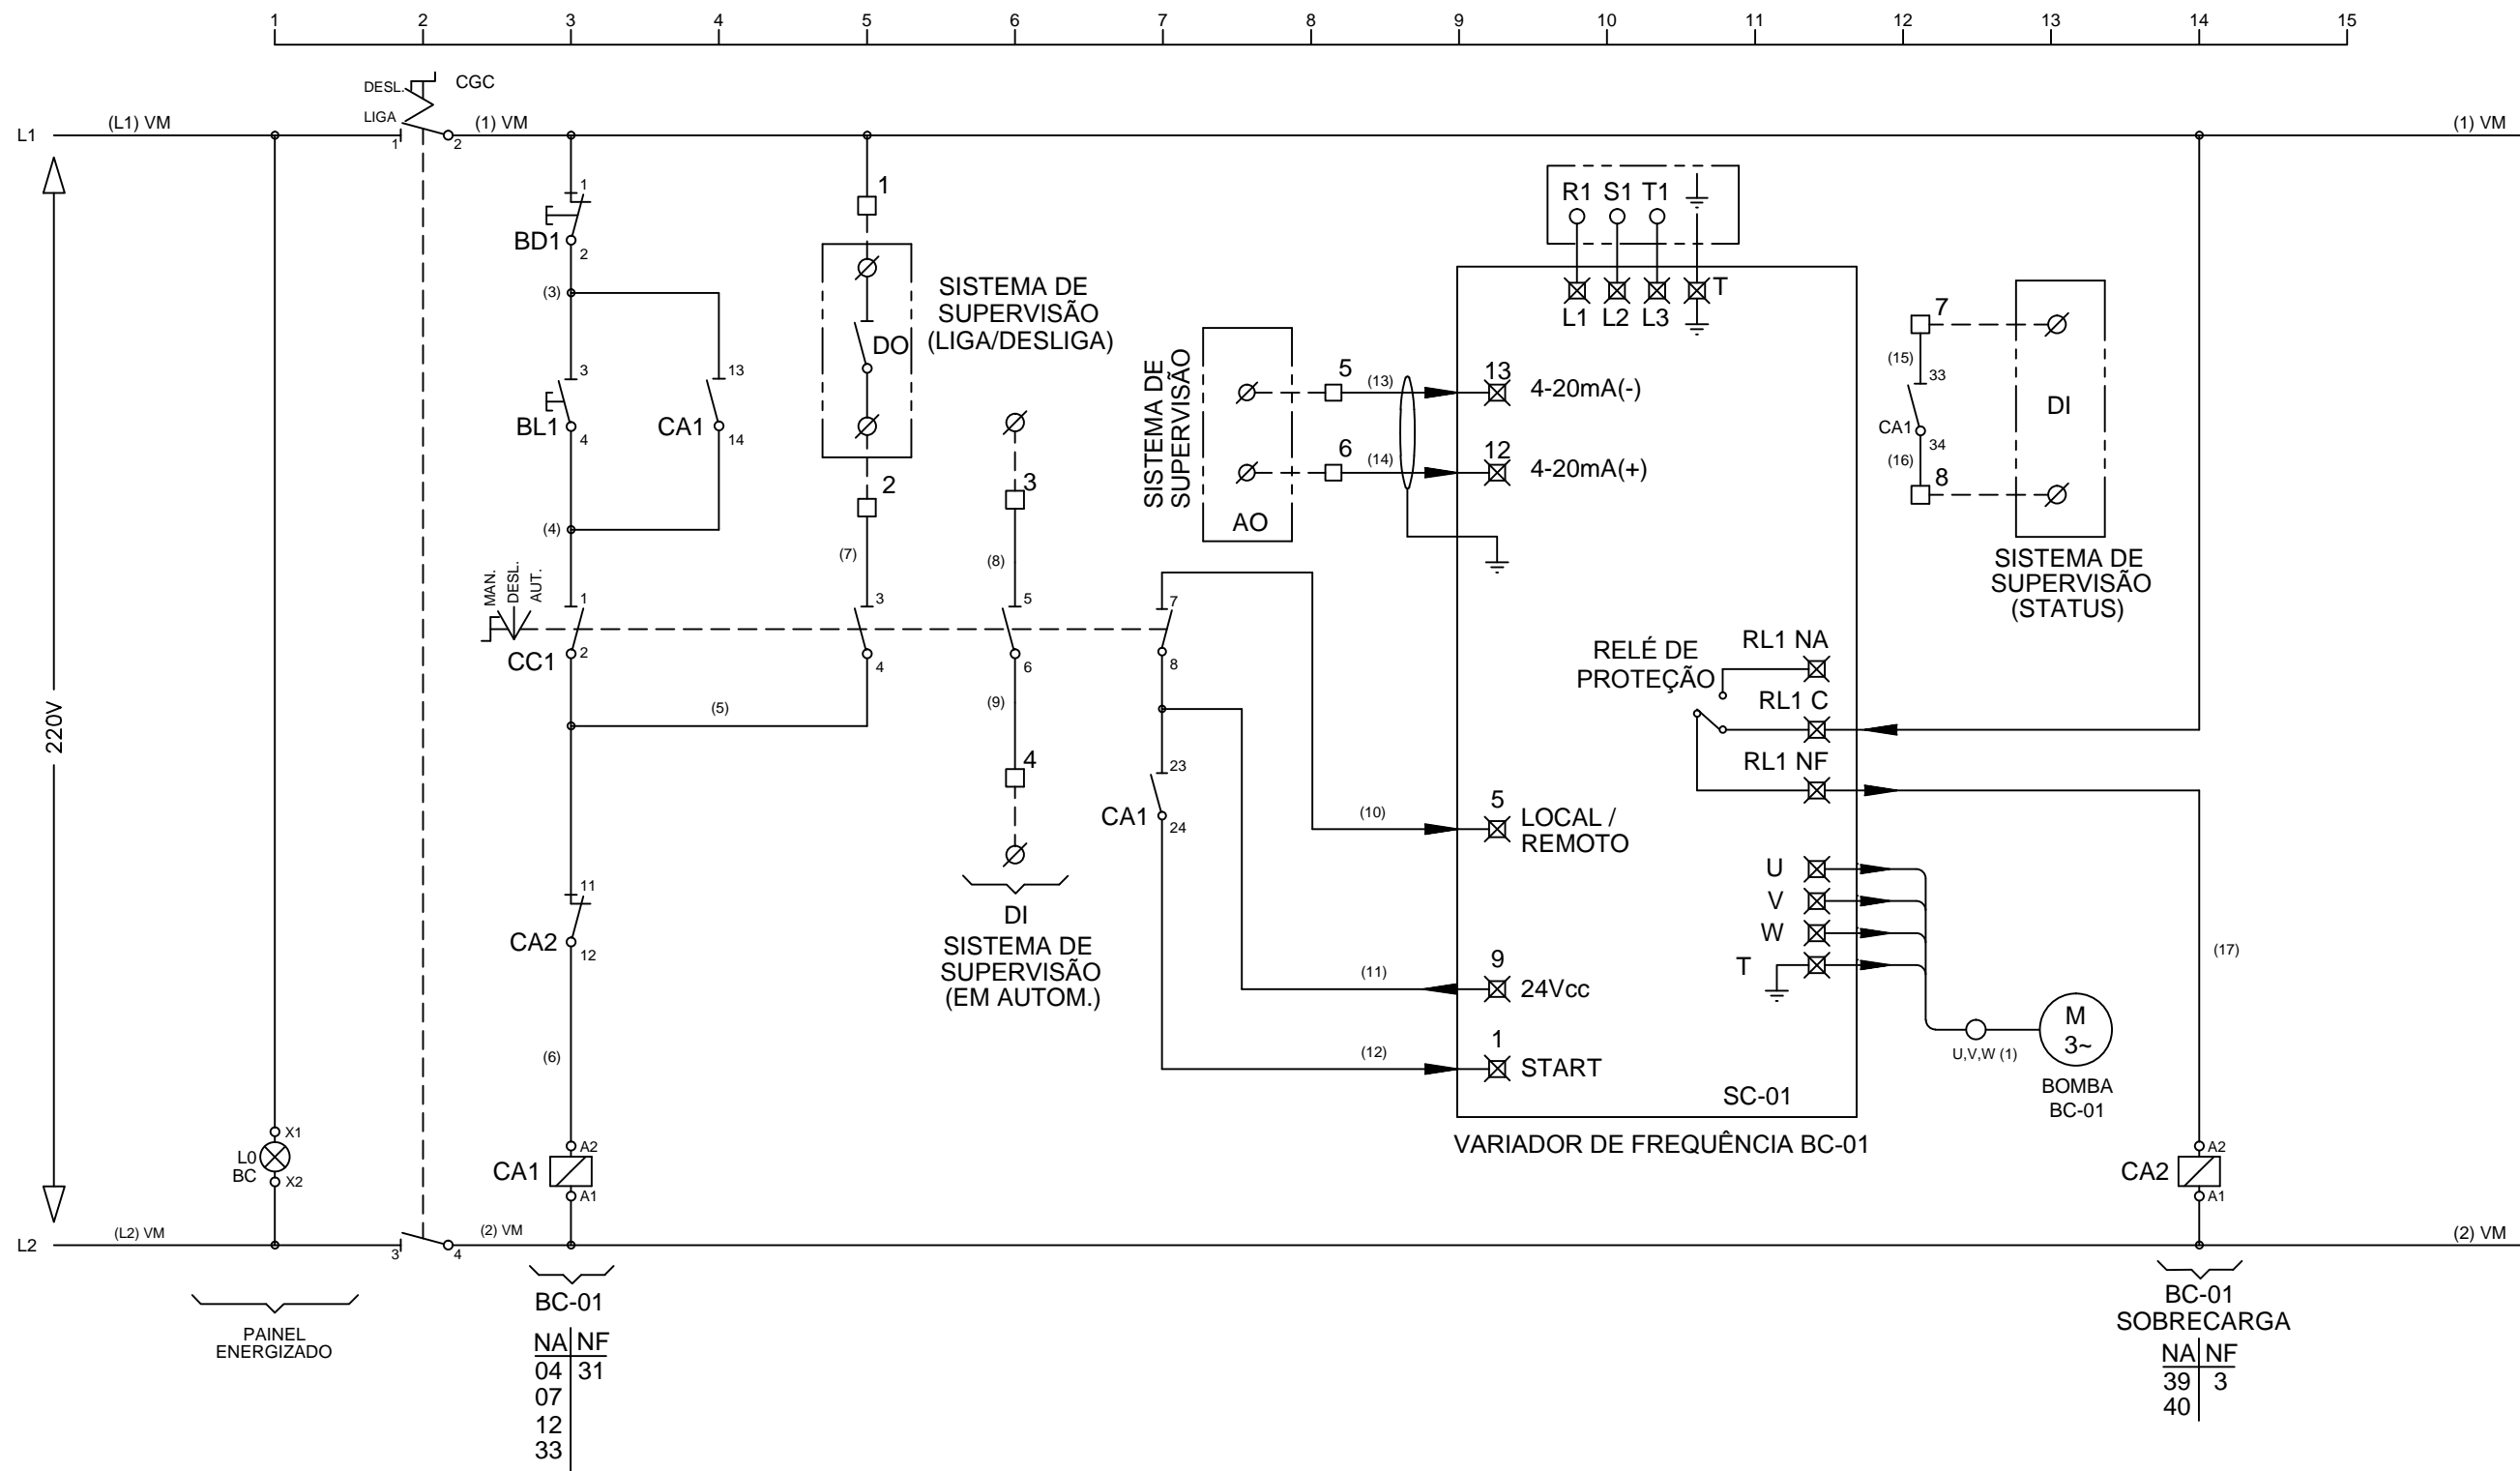 1 2 3 4 5 6 7 8 9 10 11 12 13 14 15
DESL.
CGC
LIGA
L1
(L1) VM
1
2
(1) VM
(1) VM
220V
1
BD1
2
(3)
3
BL1
4
13
CA1
14
(4)
1
DO
2
SISTEMA DE
SUPERVISÃO
(LIGA/DESLIGA)
(7)
MAN.
DESL.
AUT.
1
CC1
2
3
4
(5)
3
(8)
5
6
(9)
4
DI
SISTEMA DE
SUPERVISÃO
(EM AUTOM.)
11
CA2
12
(6)
A2
CA1
A1
X1
L0
BC
X2
7
8
23
CA1
24
SISTEMA DE
SUPERVISÃO
AO
5
(13)
6
(14)
R1 S1 T1
T
L1 L2 L3
13
4-20mA(-)
12
4-20mA(+)
RELÉ DE
PROTEÇÃO
RL1 NA
RL1 C
RL1 NF
(10)
5
LOCAL /
REMOTO
(11)
9
24Vcc
(12)
1
START
U
V
W
T
SC-01
VARIADOR DE FREQUÊNCIA BC-01
U,V,W (1)
M
3~
BOMBA
BC-01
7
(15)
33
CA1
34
(16)
8
DI
SISTEMA DE
SUPERVISÃO
(STATUS)
(17)
A2
CA2
A1
L2
(L2) VM
3
4
(2) VM
(2) VM
PAINEL
ENERGIZADO
BC-01
NA NF
04 31
07
12
33
BC-01
SOBRECARGA
NA NF
39 3
40